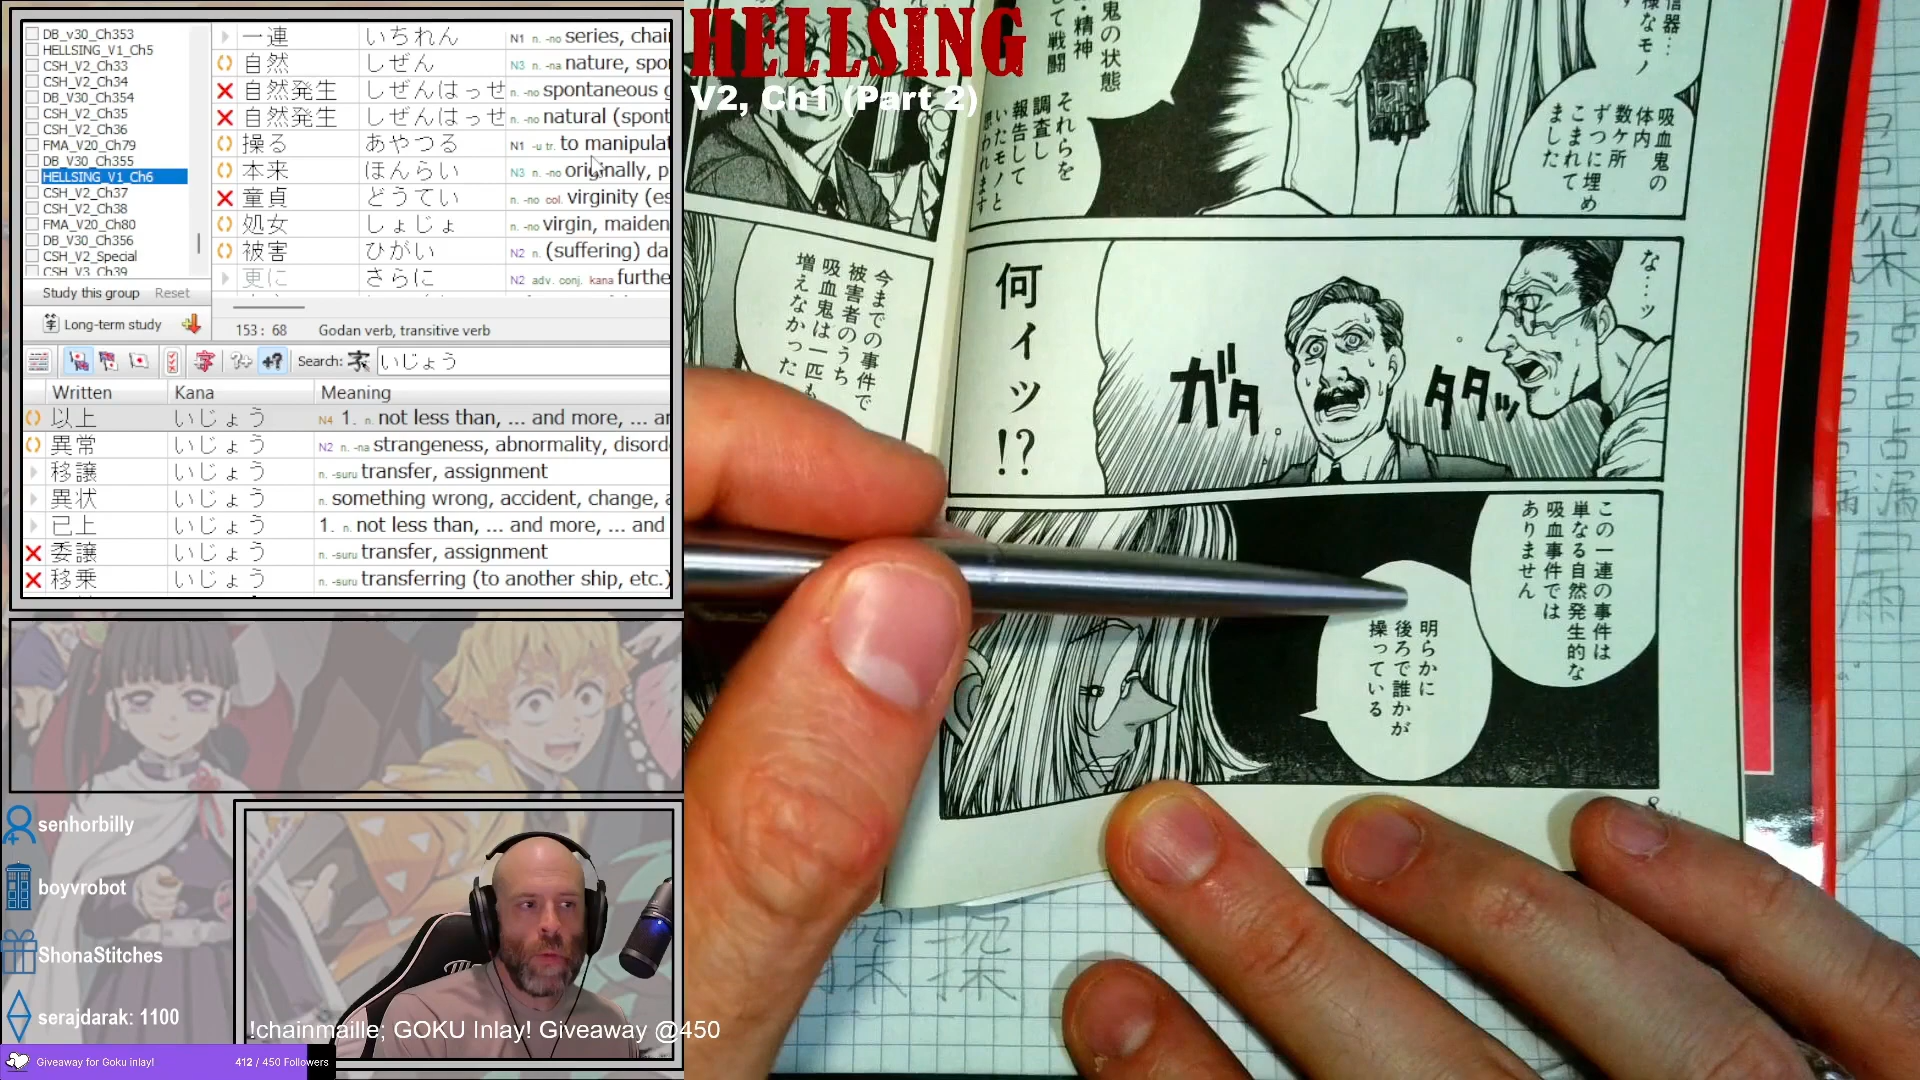 DB_v30_Ch353
HELLSING_V1_Ch5
CSH_V2_Ch33
CSH_V2_Ch34
DB_V30_Ch354
CSH_V2_Ch35
CSH_V2_Ch36
FMA_V20_Ch79
DB_V30_Ch355
HELLSING_V1_Ch6
CSH_V2_Ch37
CSH_V2_Ch38
FMA_V20_Ch80
DB_V30_Ch356
CSH_V2_Special
CSH_V3_Ch39
Study this group Reset
Long-term study
一連 いちれん N1 n. -no series, chai
自然 しぜん N3 n. -na nature, spo
自然発生 しぜんはっせ n. -no spontaneous g
自然発生 しぜんはっせ n. -no natural (spont
操る あやつる N1 -u tr. to manipulat
本来 ほんらい N3 n. -no originally, p
童貞 どうてい n. -no col. virginity (es
処女 しょじょ n. -no virgin, maiden
被害 ひがい N2 n. (suffering) da
更に さらに N2 adv. conj. kana furthe
153: 68 Godan verb, transitive verb
Search: いじょう
Written Kana Meaning
以上 いじょう N4 1. n. not less than, ... and more, ... ar
異常 いじょう N2 n. -na strangeness, abnormality, disord
移譲 いじょう n. -suru transfer, assignment
異状 いじょう n. something wrong, accident, change, a
已上 いじょう 1. n. not less than, ... and more, ... and
委譲 いじょう n. -suru transfer, assignment
移乗 いじょう n. -suru transferring (to another ship, etc.)
senhorbilly
boyvrobot
ShonaStitches
serajdarak: 1100
!chainmaille; GOKU Inlay! Giveaway @450
Giveaway for Goku inlay! 412 / 450 Followers
HELLSING
V2, Ch1 (Part 2)
様なモノ
吸血鬼の
体内
数ヶ所
ずつに埋め
こまれて
ました
鬼の状態
・精神
して戦闘
それらを
調査し
報告して
いたモノと
思われます
な…ッ
タタッ
ガタ
何ィッ!?
今までの事件で
被害者のうち
吸血鬼は一匹も
増えなかった
この一連の事件は
単なる自然発生的な
吸血事件では
ありません
明らかに
後ろで誰かが
操っている